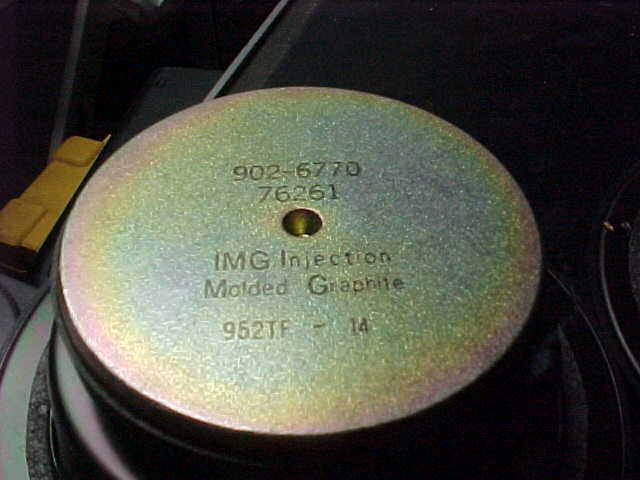 902-6770
76261
IMG Injection
Molded Graphite
952TF - 14